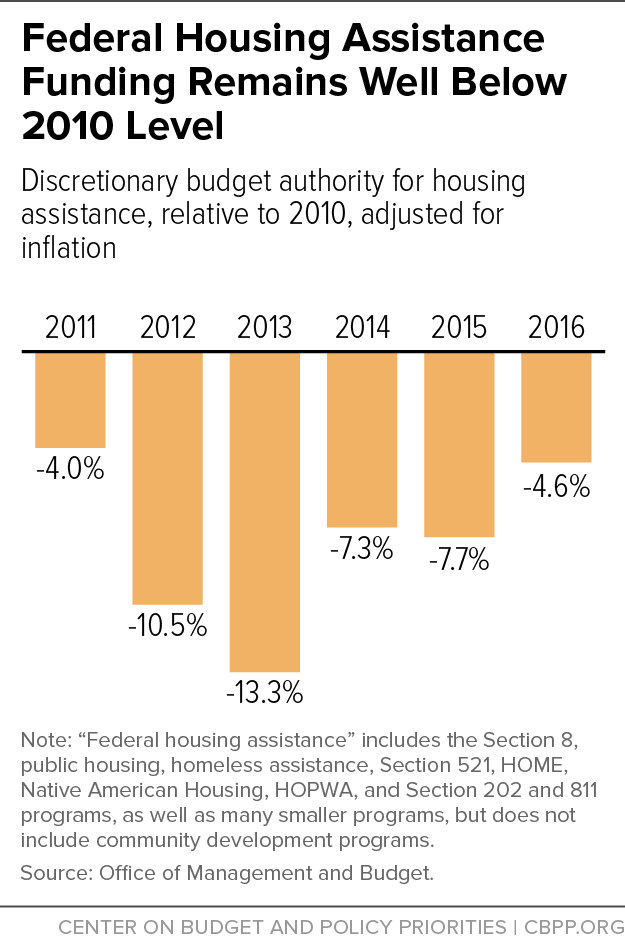 Federal Housing Assistance
Funding Remains Well Below
2010 Level
Discretionary budget authority for housing
assistance, relative to 2010, adjusted for
inflation
2011 2012 2013 2014 2015 2016
-4.0%
-4.6%
-7.3%
-7.7%
-10.5%
-13.3%
Note: “Federal housing assistance” includes the Section 8,
public housing, homeless assistance, Section 521, HOME,
Native American Housing, HOPWA, and Section 202 and 811
programs, as well as many smaller programs, but does not
include community development programs.
Source: Office of Management and Budget.
CENTER ON BUDGET AND POLICY PRIORITIES | CBPP.ORG